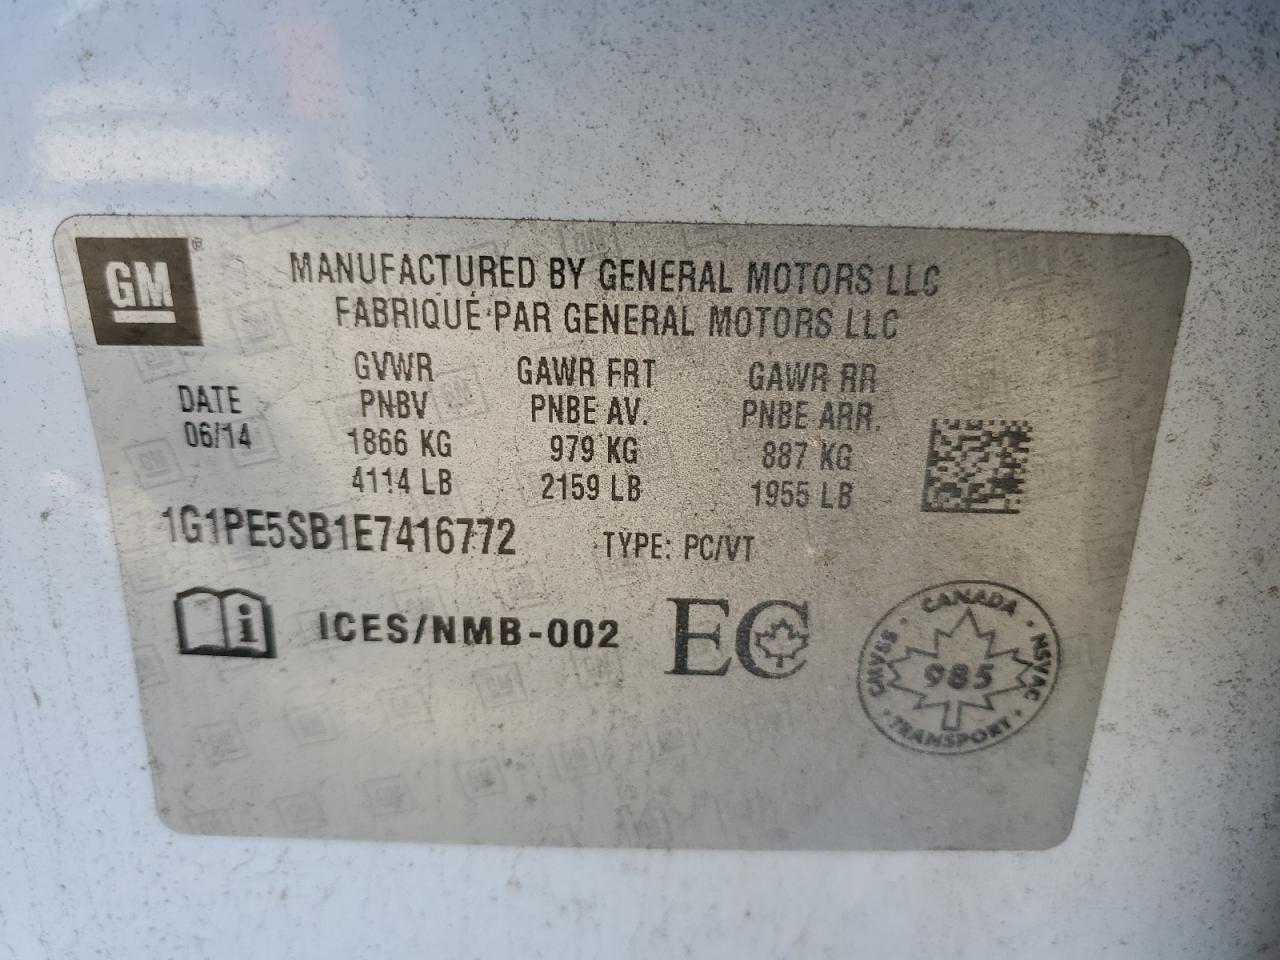 GM ®
MANUFACTURED BY GENERAL MOTORS LLC
FABRIQUÉ PAR GENERAL MOTORS LLC
DATE
06/14
GVWR
PNBV
1866 KG
4114 LB
GAWR FRT
PNBE AV.
979 KG
2159 LB
GAWR RR
PNBE ARR.
887 KG
1955 LB
1G1PE5SB1E7416772
TYPE: PC/VT
i
ICES/NMB-002
EC
CANADA
CMVSS · NSVAC
985
TRANSPORT